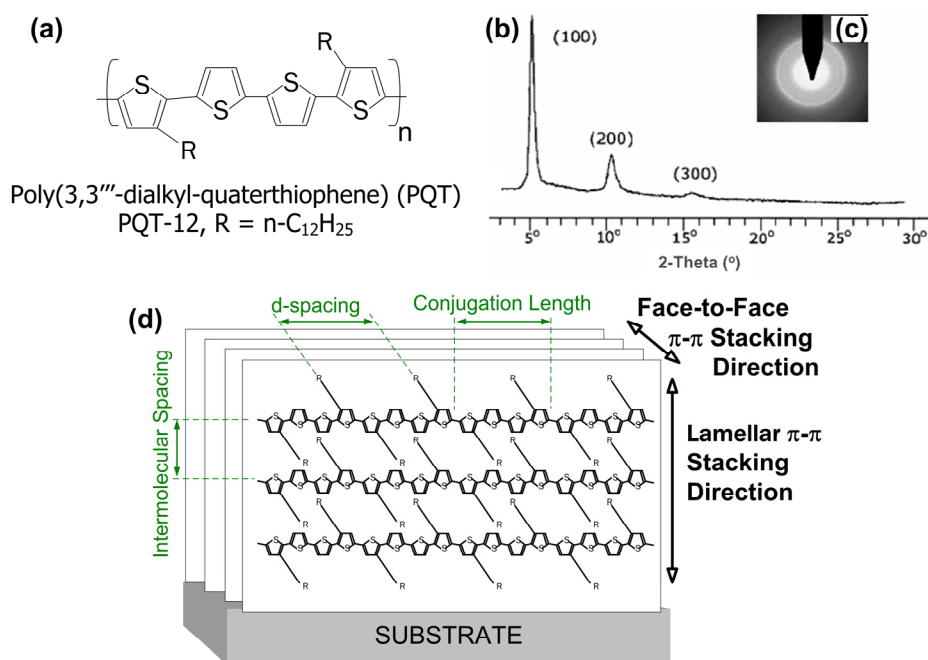 (a)
R
S S S S
R
n
Poly(3,3′′′-dialkyl-quaterthiophene) (PQT)
PQT-12, R = n-C₁₂H₂₅
(b)
(100)
(200)
(300)
(c)
5° 10° 15° 20° 25° 30°
2-Theta (°)
(d)
d-spacing
Conjugation Length
Intermolecular Spacing
Face-to-Face
π-π Stacking
Direction
Lamellar π-π
Stacking
Direction
R R R R
S S S S S S S S S S S S
R R R R
R R R R
S S S S S S S S S S S S
R R R R
R R R R
S S S S S S S S S S S S
R R R R
SUBSTRATE